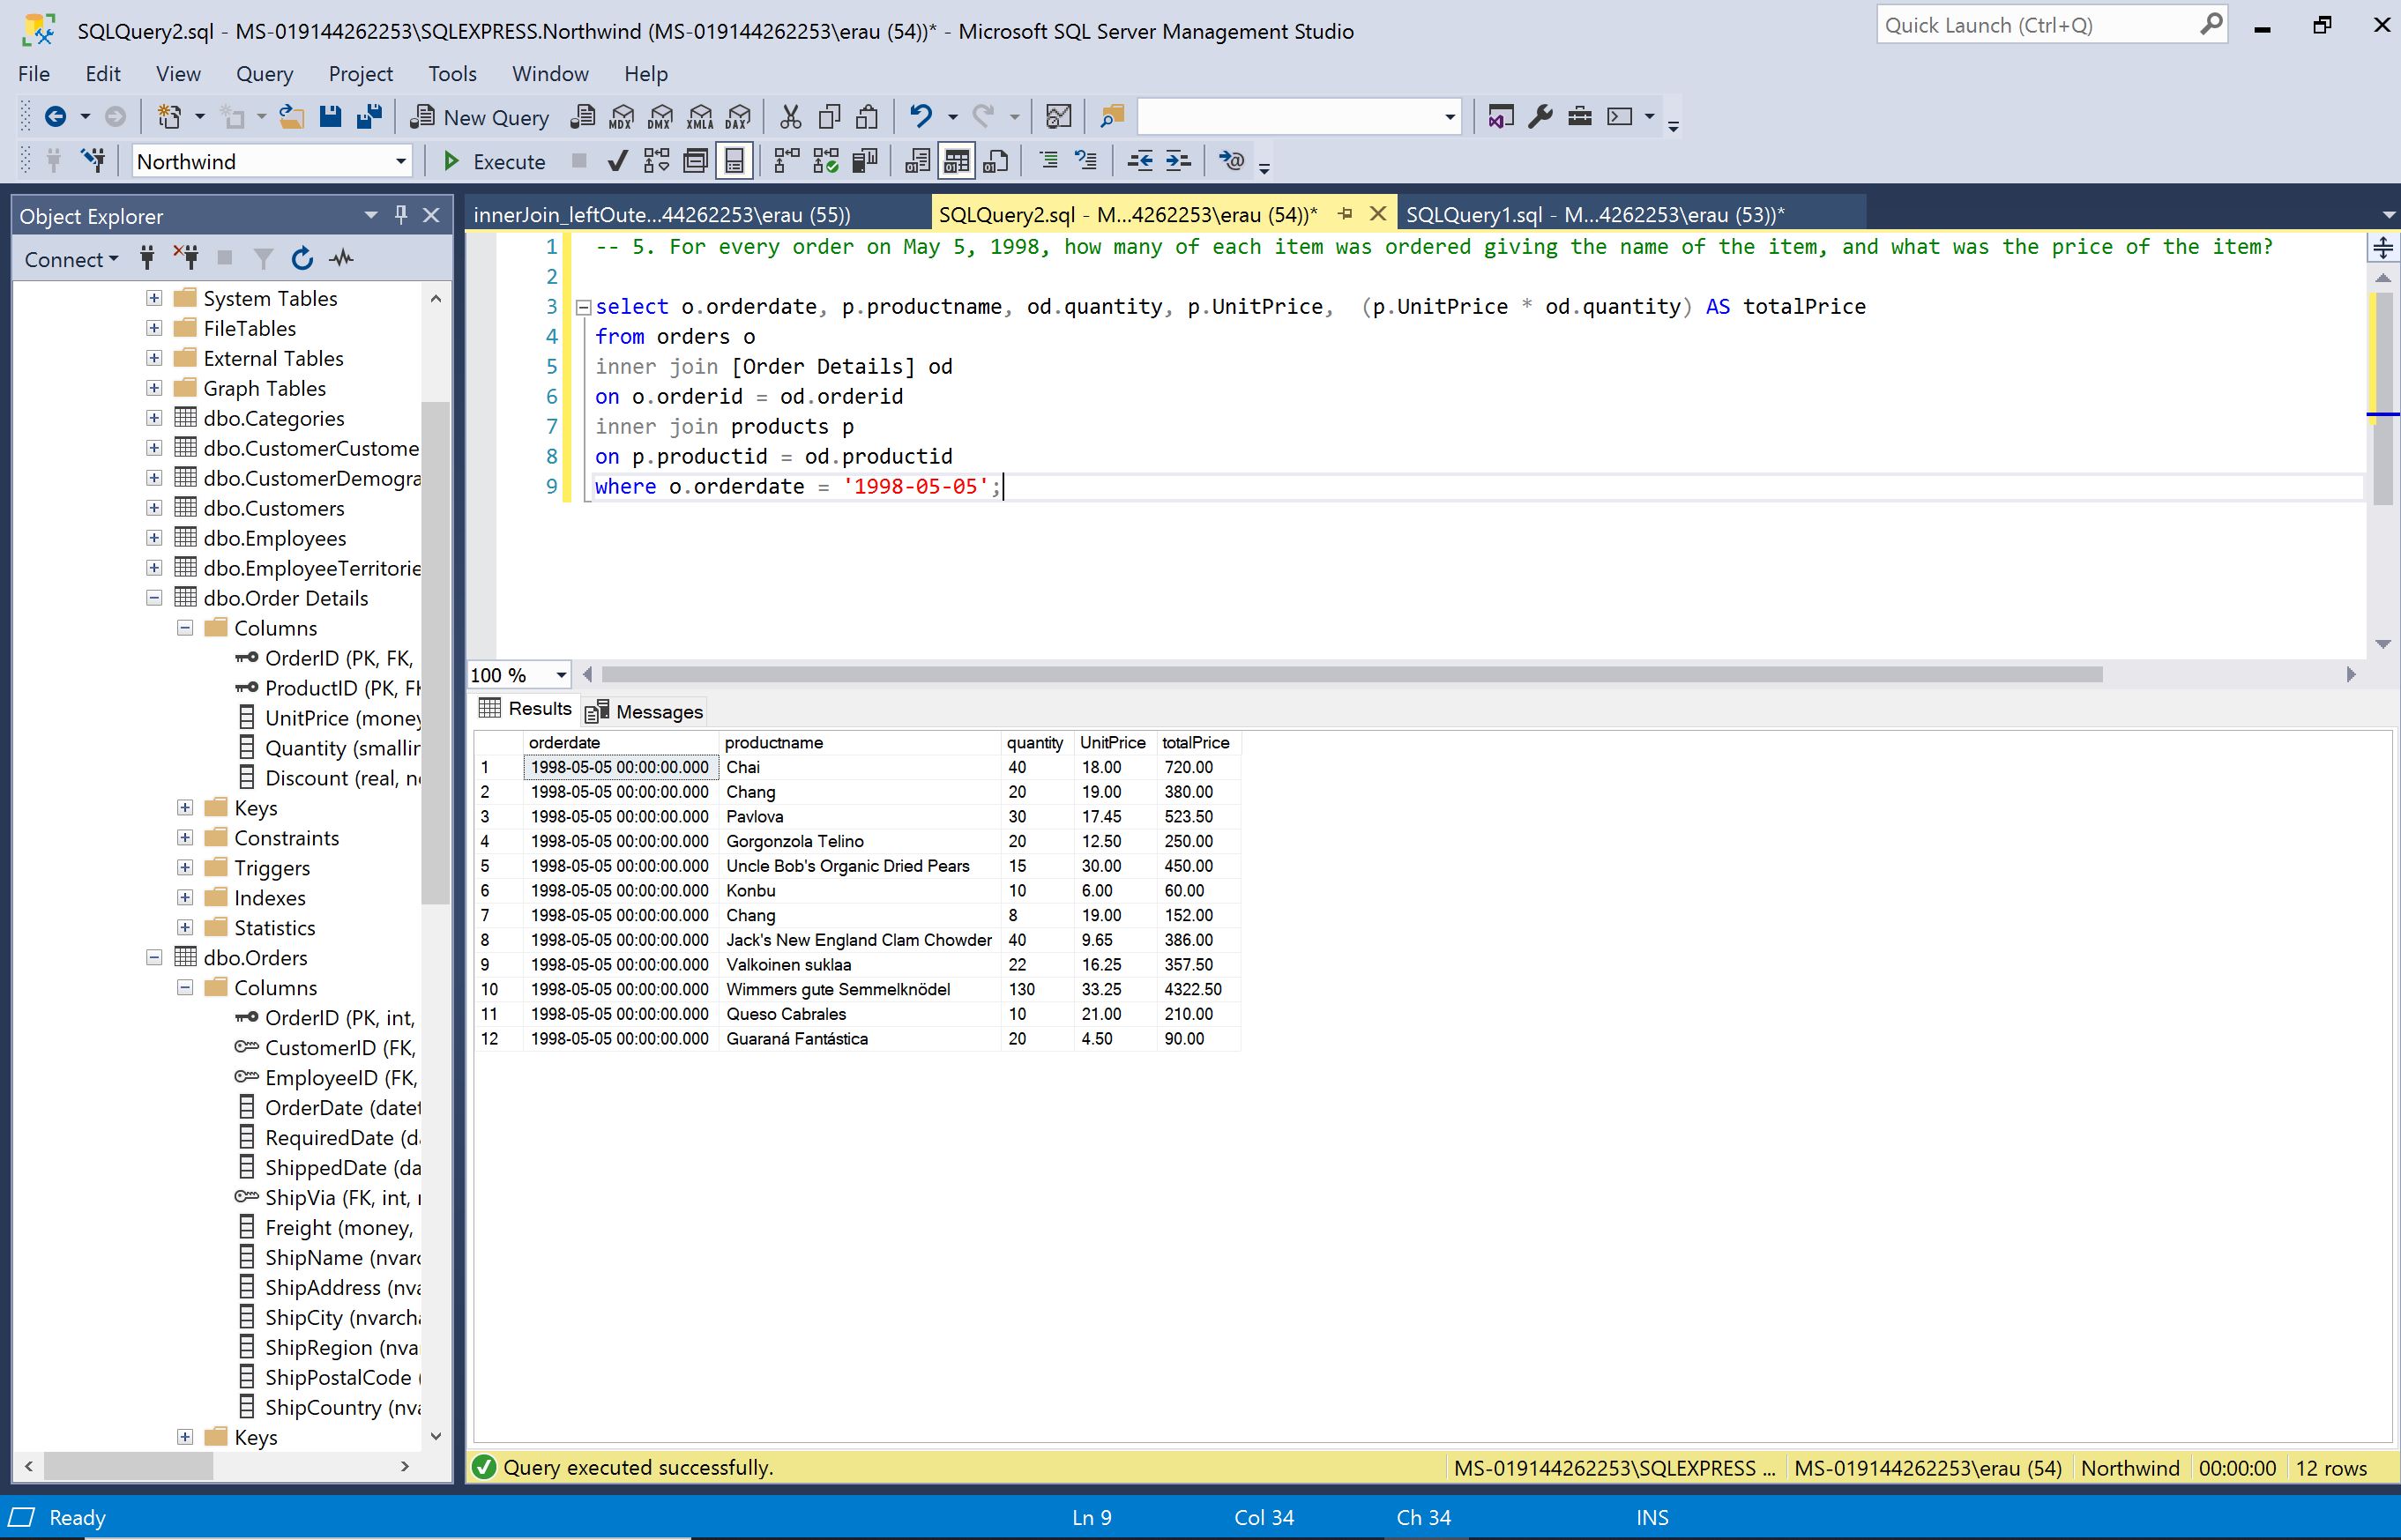 SQLQuery2.sql - MS-019144262253\SQLEXPRESS.Northwind (MS-019144262253\erau (54))* - Microsoft SQL Server Management Studio
Quick Launch (Ctrl+Q)
File Edit View Query Project Tools Window Help
New Query MDX DMX XMLA DAX
Northwind Execute
Object Explorer
Connect
System Tables
FileTables
External Tables
Graph Tables
dbo.Categories
dbo.CustomerCustome
dbo.CustomerDemogra
dbo.Customers
dbo.Employees
dbo.EmployeeTerritorie
dbo.Order Details
Columns
OrderID (PK, FK,
ProductID (PK, FK
UnitPrice (money
Quantity (smallin
Discount (real, no
Keys
Constraints
Triggers
Indexes
Statistics
dbo.Orders
Columns
OrderID (PK, int,
CustomerID (FK,
EmployeeID (FK,
OrderDate (datet
RequiredDate (da
ShippedDate (da
ShipVia (FK, int, n
Freight (money,
ShipName (nvarc
ShipAddress (nva
ShipCity (nvarcha
ShipRegion (nva
ShipPostalCode (
ShipCountry (nva
Keys
innerJoin_leftOute...44262253\erau (55)) SQLQuery2.sql - M...4262253\erau (54))* SQLQuery1.sql - M...4262253\erau (53))*
1 -- 5. For every order on May 5, 1998, how many of each item was ordered giving the name of the item, and what was the price of the item?
2
3 select o.orderdate, p.productname, od.quantity, p.UnitPrice, (p.UnitPrice * od.quantity) AS totalPrice
4 from orders o
5 inner join [Order Details] od
6 on o.orderid = od.orderid
7 inner join products p
8 on p.productid = od.productid
9 where o.orderdate = '1998-05-05';
100 %
Results Messages
orderdate productname quantity UnitPrice totalPrice
1 1998-05-05 00:00:00.000 Chai 40 18.00 720.00
2 1998-05-05 00:00:00.000 Chang 20 19.00 380.00
3 1998-05-05 00:00:00.000 Pavlova 30 17.45 523.50
4 1998-05-05 00:00:00.000 Gorgonzola Telino 20 12.50 250.00
5 1998-05-05 00:00:00.000 Uncle Bob's Organic Dried Pears 15 30.00 450.00
6 1998-05-05 00:00:00.000 Konbu 10 6.00 60.00
7 1998-05-05 00:00:00.000 Chang 8 19.00 152.00
8 1998-05-05 00:00:00.000 Jack's New England Clam Chowder 40 9.65 386.00
9 1998-05-05 00:00:00.000 Valkoinen suklaa 22 16.25 357.50
10 1998-05-05 00:00:00.000 Wimmers gute Semmelknödel 130 33.25 4322.50
11 1998-05-05 00:00:00.000 Queso Cabrales 10 21.00 210.00
12 1998-05-05 00:00:00.000 Guaraná Fantástica 20 4.50 90.00
Query executed successfully. MS-019144262253\SQLEXPRESS ... MS-019144262253\erau (54) Northwind 00:00:00 12 rows
Ready Ln 9 Col 34 Ch 34 INS